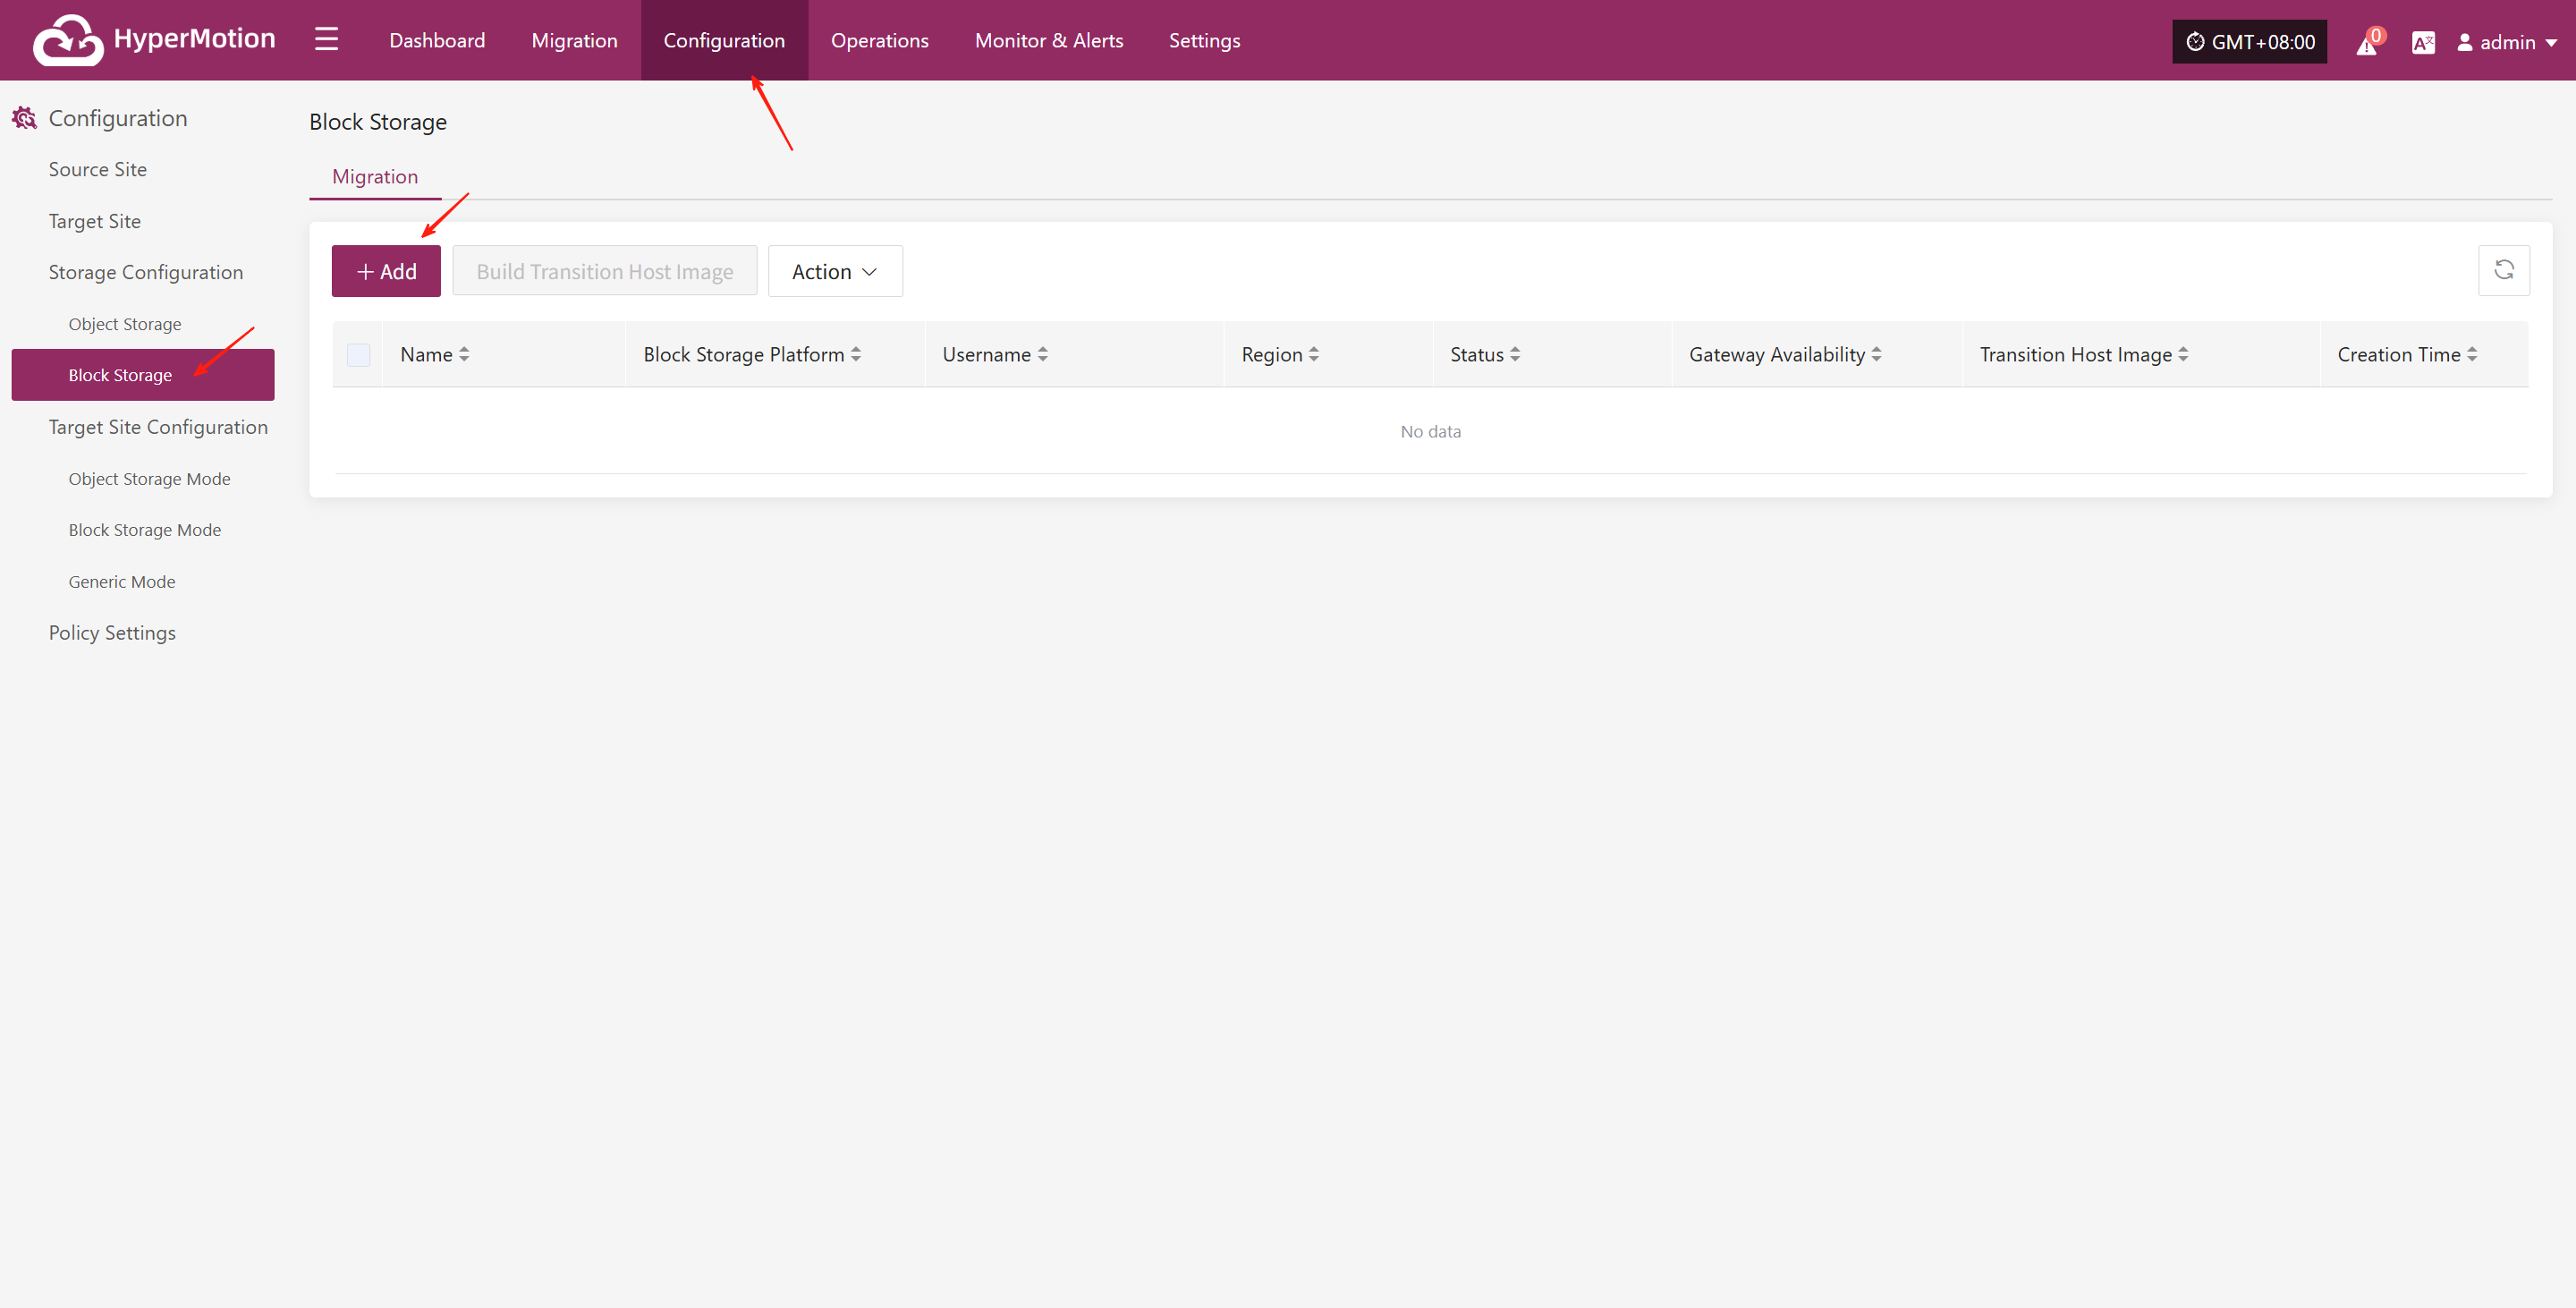 HyperMotion
Dashboard Migration Configuration Operations Monitor & Alerts Settings
GMT+08:00 0 A文 admin
Configuration
Source Site
Target Site
Storage Configuration
Object Storage
Block Storage
Target Site Configuration
Object Storage Mode
Block Storage Mode
Generic Mode
Policy Settings
Block Storage
Migration
+ Add Build Transition Host Image Action
Name Block Storage Platform Username Region Status Gateway Availability Transition Host Image Creation Time
No data